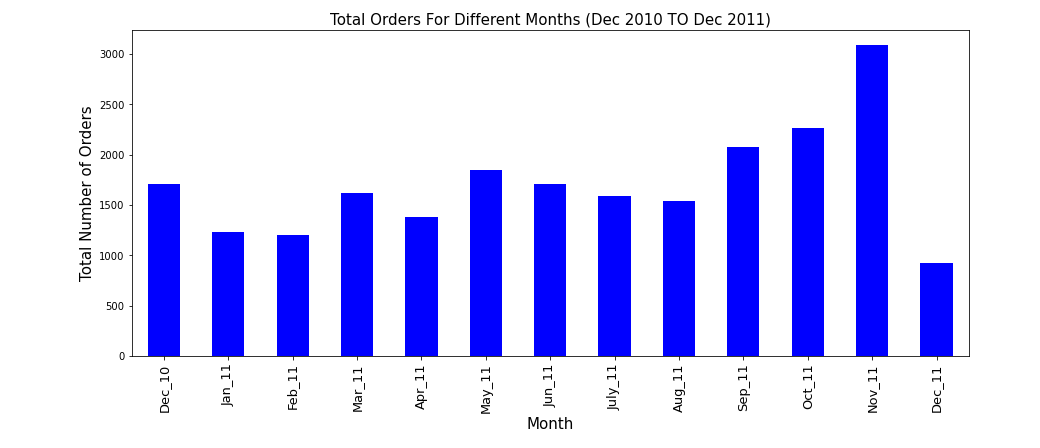 Total Orders For Different Months (Dec 2010 TO Dec 2011)
Total Number of Orders
3000
2500
2000
1500
1000
500
0
Dec_10
Jan_11
Feb_11
Mar_11
Apr_11
May_11
Jun_11
July_11
Aug_11
Sep_11
Oct_11
Nov_11
Dec_11
Month